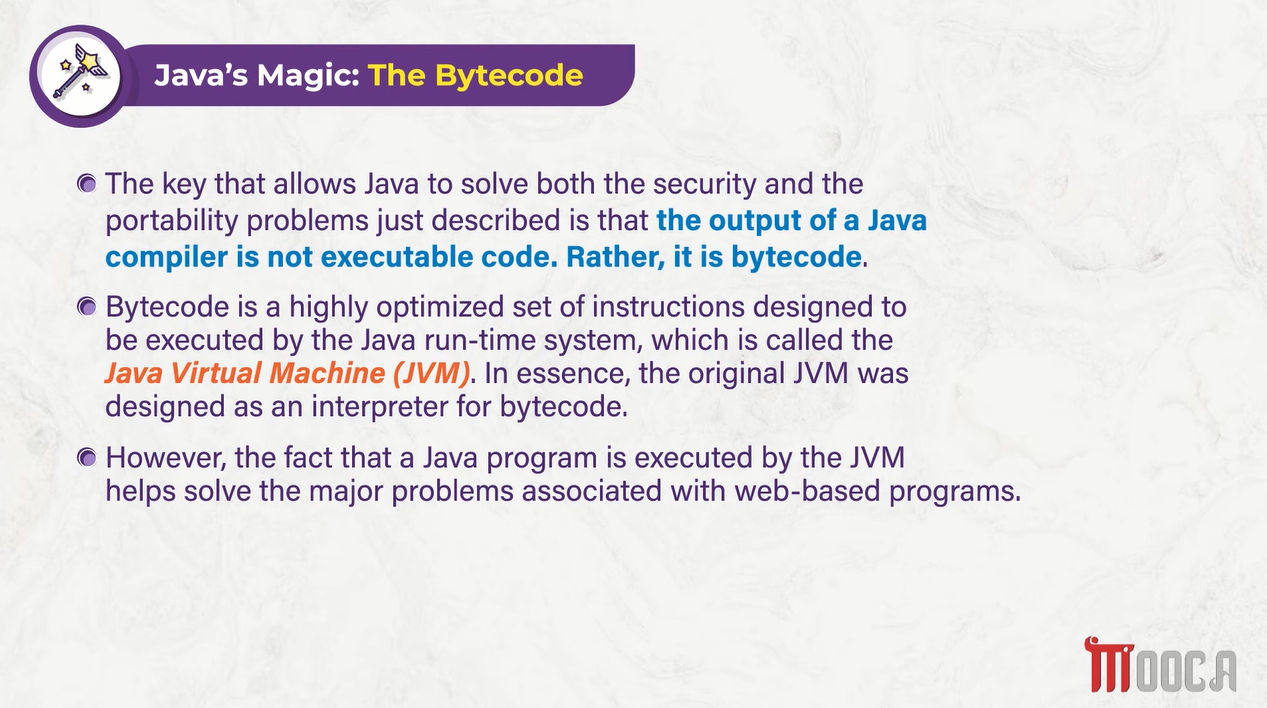 Java’s Magic: The Bytecode
The key that allows Java to solve both the security and the
portability problems just described is that the output of a Java
compiler is not executable code. Rather, it is bytecode.
Bytecode is a highly optimized set of instructions designed to
be executed by the Java run-time system, which is called the
Java Virtual Machine (JVM). In essence, the original JVM was
designed as an interpreter for bytecode.
However, the fact that a Java program is executed by the JVM
helps solve the major problems associated with web-based programs.
MOOCA